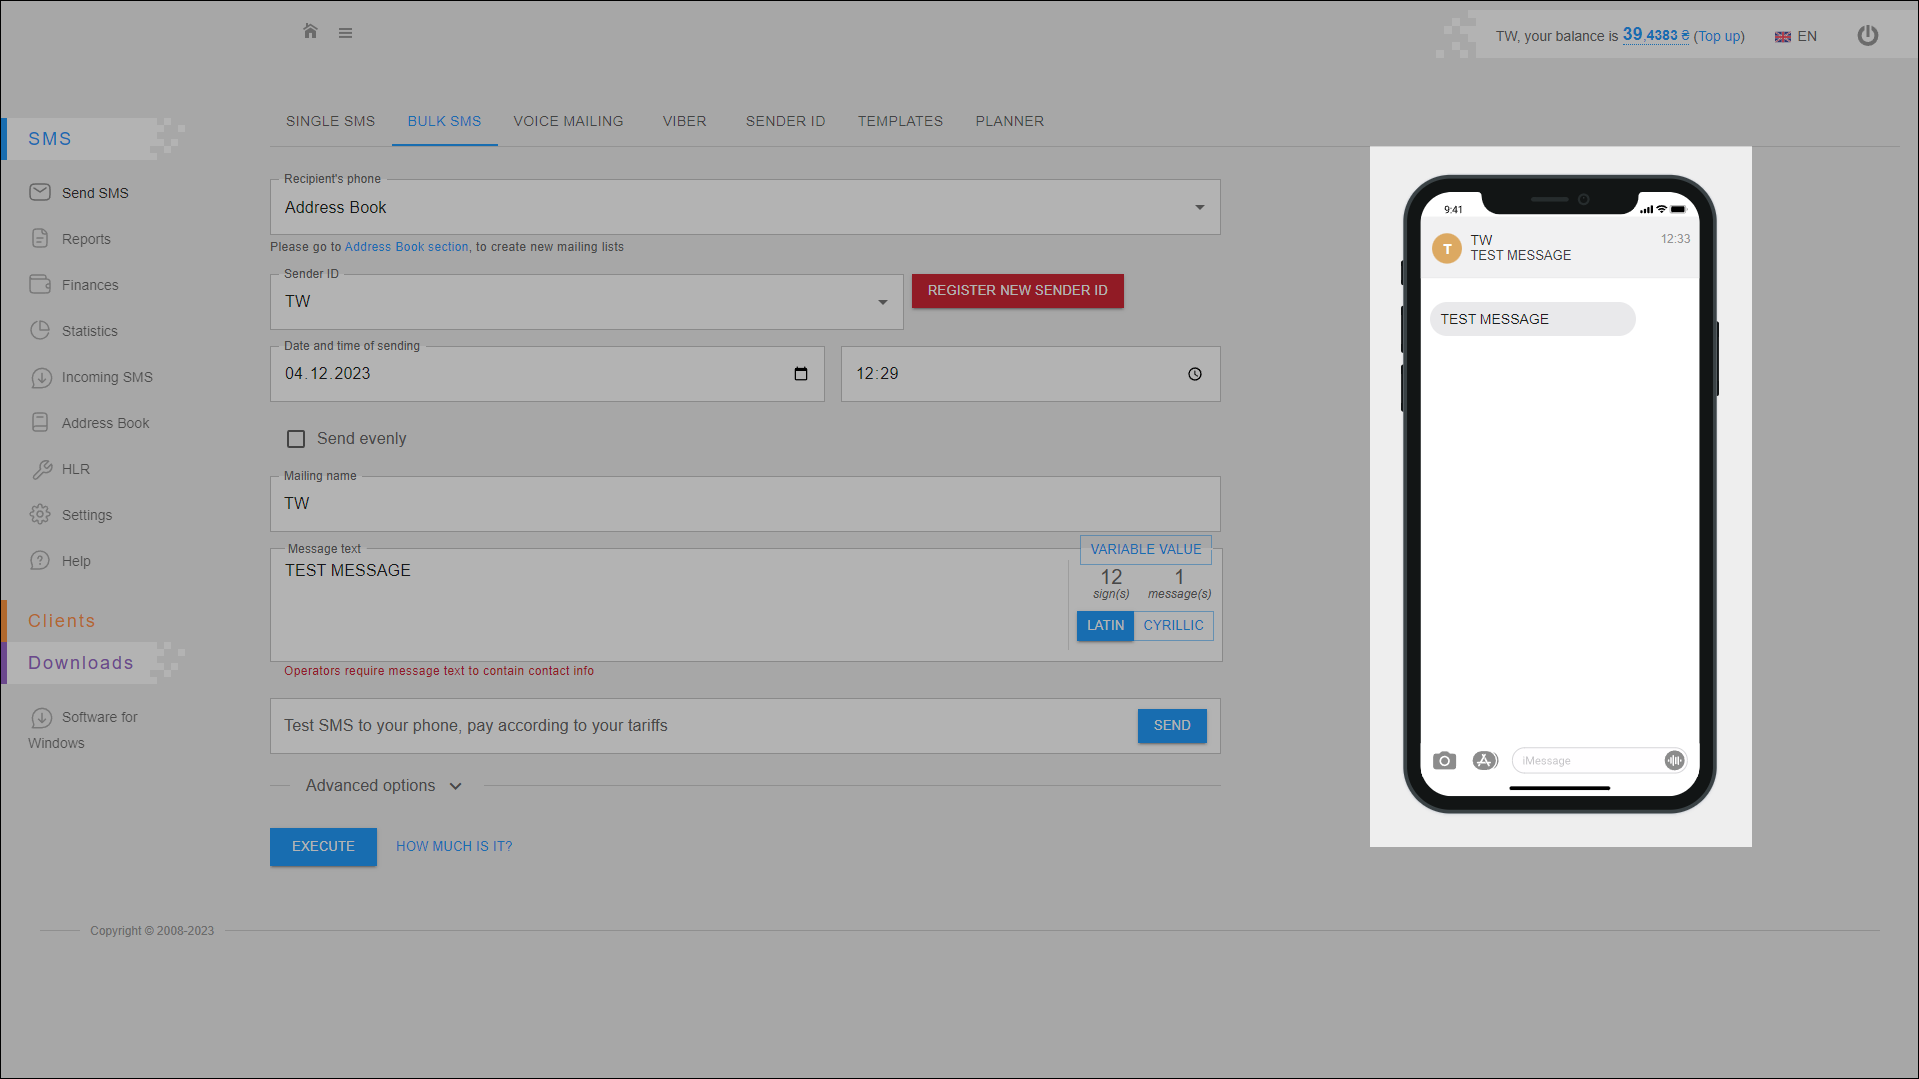 TW, your balance is 39,4383 ₴ (Top up)
EN
SMS
Send SMS
Reports
Finances
Statistics
Incoming SMS
Address Book
HLR
Settings
Help
Clients
Downloads
Software for
Windows
SINGLE SMS
BULK SMS
VOICE MAILING
VIBER
SENDER ID
TEMPLATES
PLANNER
Recipient's phone
Address Book
Please go to Address Book section, to create new mailing lists
Sender ID
TW
REGISTER NEW SENDER ID
Date and time of sending
04.12.2023
12:29
Send evenly
Mailing name
TW
Message text
TEST MESSAGE
VARIABLE VALUE
12
sign(s)
1
message(s)
LATIN
CYRILLIC
Operators require message text to contain contact info
Test SMS to your phone, pay according to your tariffs
SEND
Advanced options
EXECUTE
HOW MUCH IS IT?
9:41
T
TW
TEST MESSAGE
12:33
TEST MESSAGE
iMessage
Copyright © 2008-2023